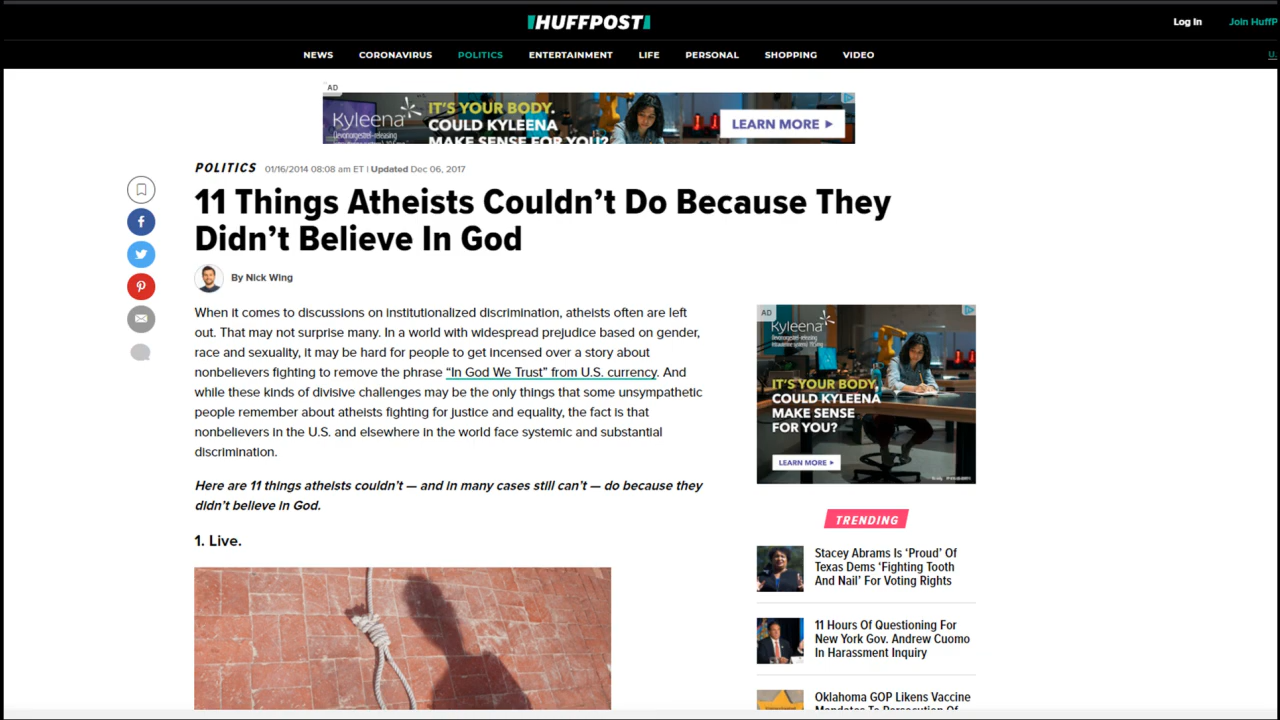 HUFFPOST
Log In
Join HuffP
NEWS
CORONAVIRUS
POLITICS
ENTERTAINMENT
LIFE
PERSONAL
SHOPPING
VIDEO
U
AD
Kyleena
IT'S YOUR BODY.
COULD KYLEENA
MAKE SENSE FOR YOU?
LEARN MORE
POLITICS 01/16/2014 08:08 am ET | Updated Dec 06, 2017
11 Things Atheists Couldn't Do Because They
Didn't Believe In God
By Nick Wing
When it comes to discussions on institutionalized discrimination, atheists often are left
out. That may not surprise many. In a world with widespread prejudice based on gender,
race and sexuality, it may be hard for people to get incensed over a story about
nonbelievers fighting to remove the phrase “In God We Trust” from U.S. currency. And
while these kinds of divisive challenges may be the only things that some unsympathetic
people remember about atheists fighting for justice and equality, the fact is that
nonbelievers in the U.S. and elsewhere in the world face systemic and substantial
discrimination.
Here are 11 things atheists couldn't — and in many cases still can't — do because they
didn't believe in God.
1. Live.
AD
Kyleena
IT'S YOUR BODY.
COULD KYLEENA
MAKE SENSE
FOR YOU?
LEARN MORE
TRENDING
Stacey Abrams Is ‘Proud’ Of
Texas Dems ‘Fighting Tooth
And Nail’ For Voting Rights
11 Hours Of Questioning For
New York Gov. Andrew Cuomo
In Harassment Inquiry
Oklahoma GOP Likens Vaccine
Mandates To Persecution Of